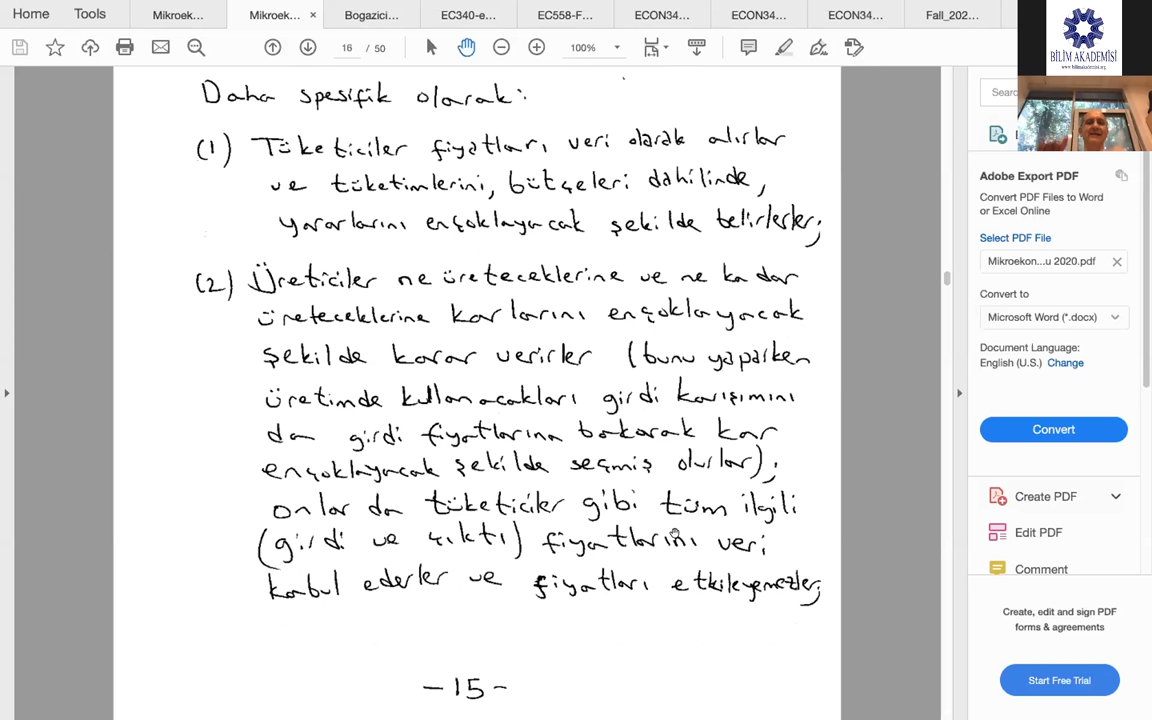 Home Tools Mikroek... Mikroek... × Bogazici... EC340-e... EC558-F... ECON34... ECON34... ECON34... Fall_202...
16 / 50 100%
BİLİM AKADEMİSİ
www.bilimakademisi.org
Daha spesifik olarak:
(1) Tüketiciler fiyatları veri olarak alırlar
ve tüketimlerini, bütçeleri dahilinde,
yararlarını ençoklayacak şekilde belirlerler;
(2) Üreticiler ne üreteceklerine ve ne kadar
üreteceklerine karlarını ençoklayacak
şekilde karar verirler (bunu yaparken
üretimde kullanacakları girdi karışımını
da girdi fiyatlarına bakarak kar
ençoklayacak şekilde seçmiş olurlar);
onlar da tüketiciler gibi tüm ilgili
(girdi ve çıktı) fiyatlarını veri
kabul ederler ve fiyatları etkileyemezler;
-15-
Searc
Adobe Export PDF
Convert PDF Files to Word
or Excel Online
Select PDF File
Mikroekon...u 2020.pdf
Convert to
Microsoft Word (*.docx)
Document Language:
English (U.S.) Change
Convert
Create PDF
Edit PDF
Comment
Create, edit and sign PDF
forms & agreements
Start Free Trial